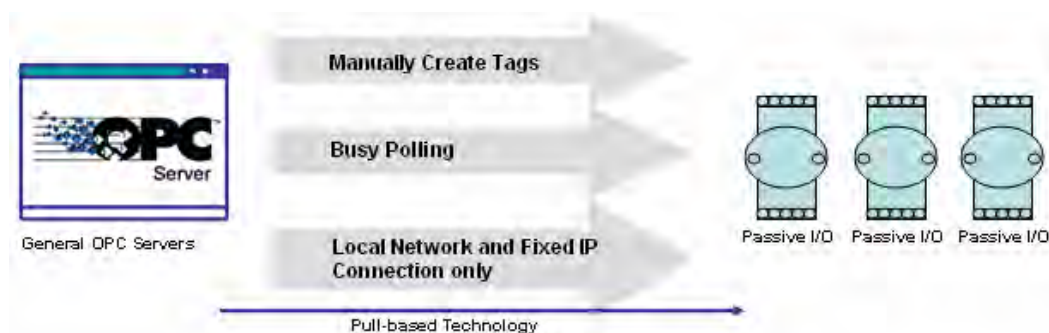 Manually Create Tags
OPC
Server
Busy Polling
General OPC Servers
Local Network and Fixed IP
Connection only
Passive I/O Passive I/O Passive I/O
Pull-based Technology